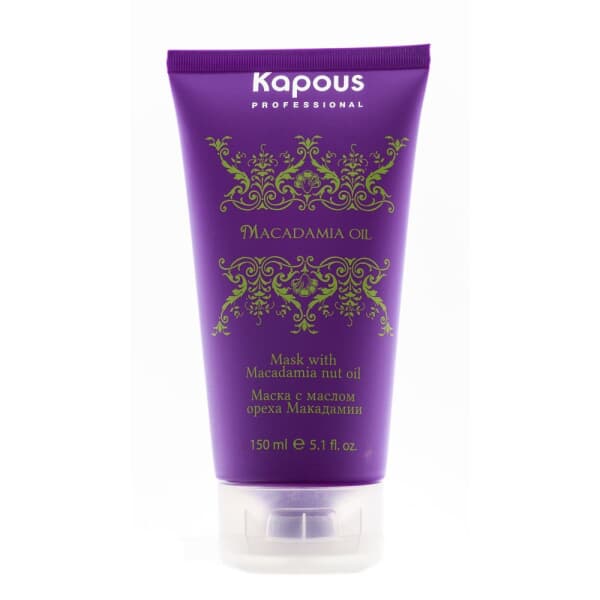 Kapous
PROFESSIONAL
MACADAMIA OIL
Mask with
Macadamia nut oil
Маска с маслом
ореха Макадамии
150 ml ℮ 5.1 fl. oz.